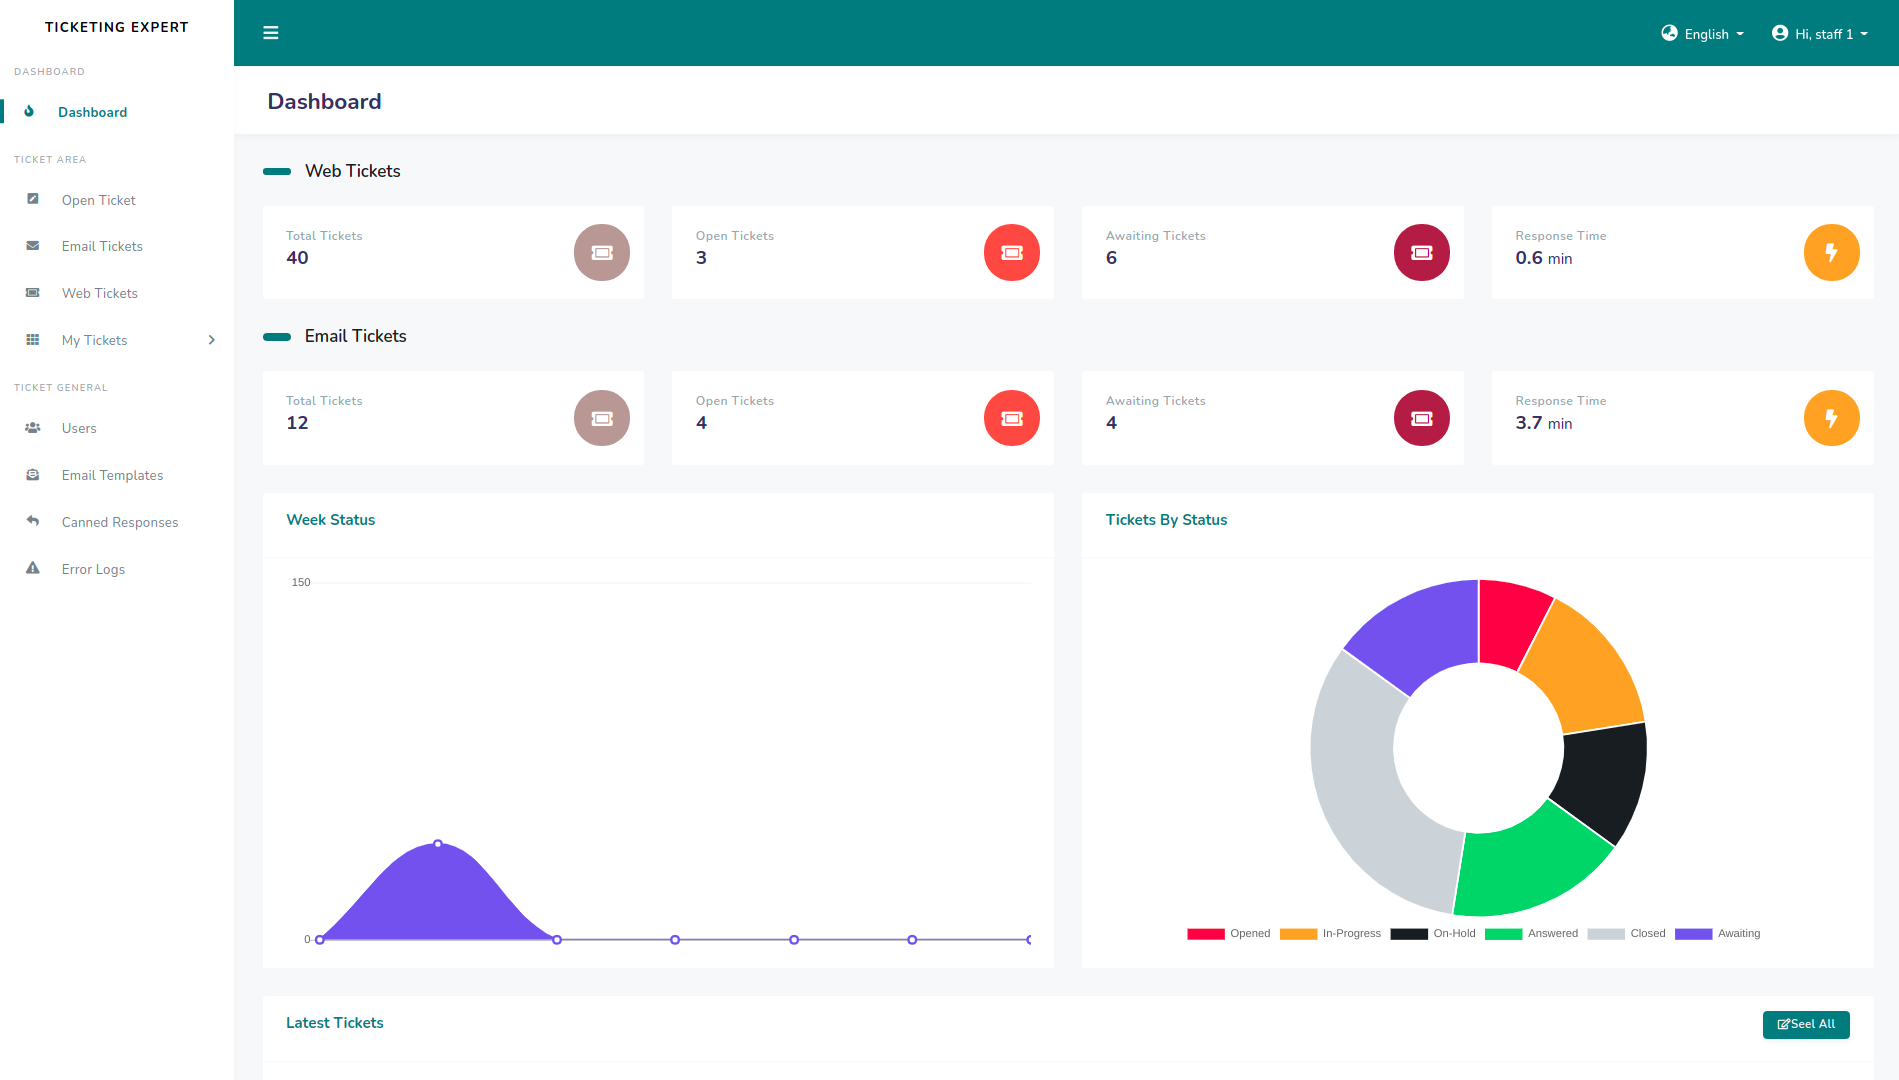 TICKETING EXPERT
DASHBOARD
Dashboard
TICKET AREA
Open Ticket
Email Tickets
Web Tickets
My Tickets
TICKET GENERAL
Users
Email Templates
Canned Responses
Error Logs
English
Hi, staff 1
Dashboard
Web Tickets
Total Tickets
40
Open Tickets
3
Awaiting Tickets
6
Response Time
0.6 min
Email Tickets
Total Tickets
12
Open Tickets
4
Awaiting Tickets
4
Response Time
3.7 min
Week Status
150
0
Tickets By Status
Opened In-Progress On-Hold Answered Closed Awaiting
Latest Tickets
Seel All